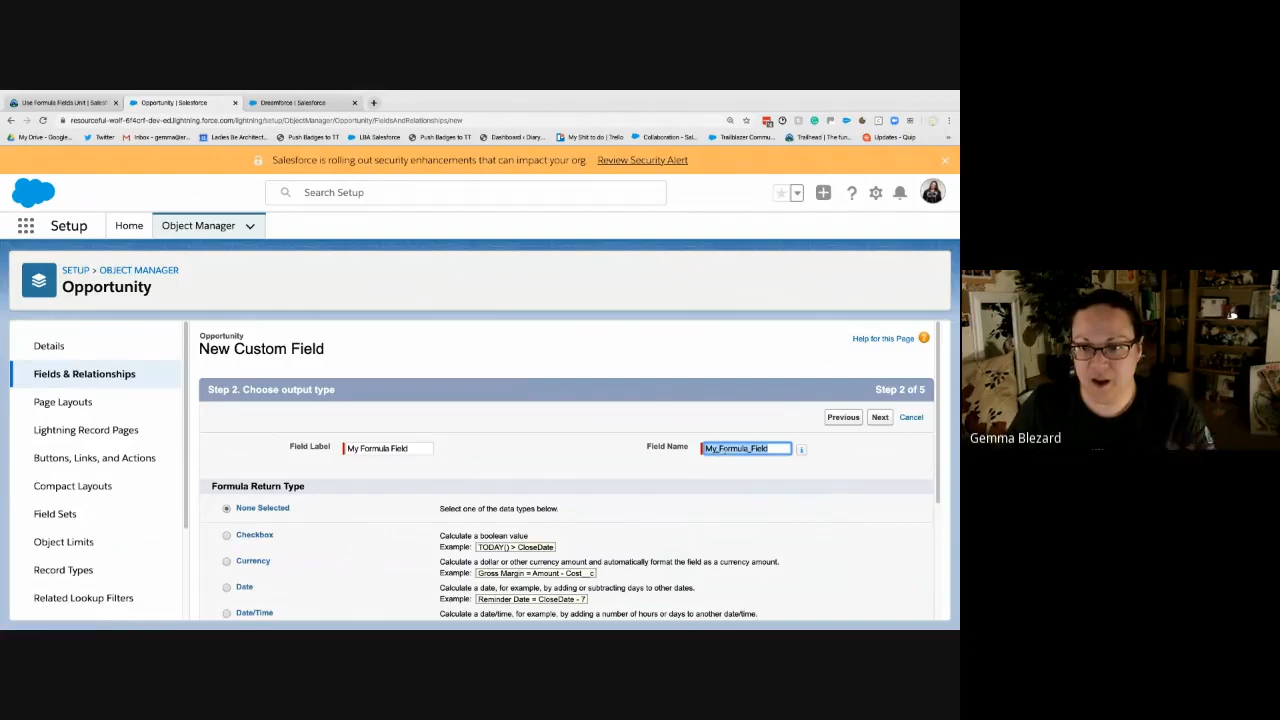 Use Formula Fields Unit | Salesf
Opportunity | Salesforce
Dreamforce | Salesforce
resourceful-wolf-6f4crf-dev-ed.lightning.force.com/lightning/setup/ObjectManager/Opportunity/FieldsAndRelationships/new
My Drive - Google...
Twitter
Inbox - gemma@er...
Ladies Be Architect...
Push Badges to TT
LBA Salesforce
Push Badges to TT
Dashboard ‹ Diary...
My Shit to do | Trello
Collaboration - Sal...
Trailblazer Commu...
Trailhead | The fun...
Updates - Quip
Salesforce is rolling out security enhancements that can impact your org. Review Security Alert
Search Setup
Setup
Home
Object Manager
SETUP > OBJECT MANAGER
Opportunity
Details
Fields & Relationships
Page Layouts
Lightning Record Pages
Buttons, Links, and Actions
Compact Layouts
Field Sets
Object Limits
Record Types
Related Lookup Filters
Opportunity
New Custom Field
Help for this Page
Step 2. Choose output type
Step 2 of 5
Previous
Next
Cancel
Field Label
My Formula Field
Field Name
My_Formula_Field
Formula Return Type
None Selected
Select one of the data types below.
Checkbox
Calculate a boolean value
Example: TODAY() > CloseDate
Currency
Calculate a dollar or other currency amount and automatically format the field as a currency amount.
Example: Gross Margin = Amount - Cost__c
Date
Calculate a date, for example, by adding or subtracting days to other dates.
Example: Reminder Date = CloseDate - 7
Date/Time
Calculate a date/time, for example, by adding a number of hours or days to another date/time.
Gemma Blezard